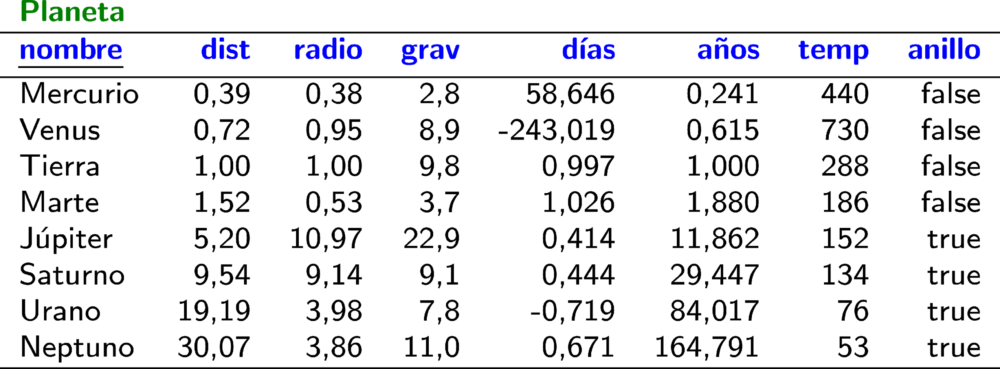 Planeta
nombre dist radio grav días años temp anillo
Mercurio 0,39 0,38 2,8 58,646 0,241 440 false
Venus 0,72 0,95 8,9 -243,019 0,615 730 false
Tierra 1,00 1,00 9,8 0,997 1,000 288 false
Marte 1,52 0,53 3,7 1,026 1,880 186 false
Júpiter 5,20 10,97 22,9 0,414 11,862 152 true
Saturno 9,54 9,14 9,1 0,444 29,447 134 true
Urano 19,19 3,98 7,8 -0,719 84,017 76 true
Neptuno 30,07 3,86 11,0 0,671 164,791 53 true